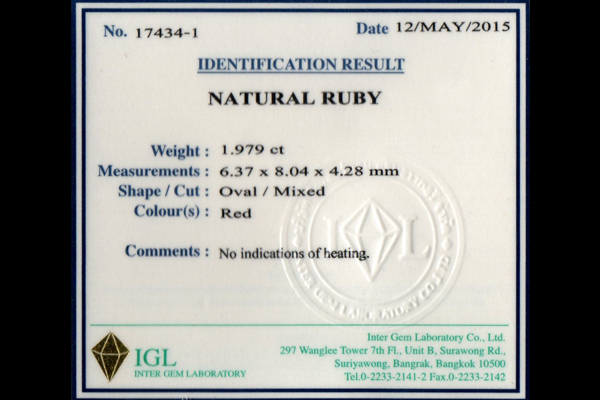 No. 17434-1
Date 12/MAY/2015
IDENTIFICATION RESULT
NATURAL RUBY
Weight : 1.979 ct
Measurements : 6.37 x 8.04 x 4.28 mm
Shape / Cut : Oval / Mixed
Colour(s) : Red
Comments : No indications of heating.
IGL
IGL
INTER GEM LABORATORY
Inter Gem Laboratory Co., Ltd.
297 Wanglee Tower 7th Fl., Unit B, Surawong Rd.,
Suriyawong, Bangrak, Bangkok 10500
Tel.0-2233-2141-2 Fax.0-2233-2142